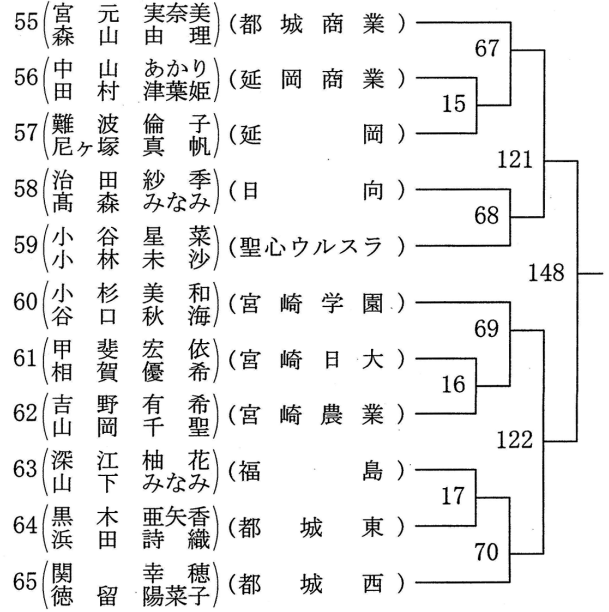 55 宮元 実奈美 (都城商業)
森山由理
56 中山 あかり (延岡商業)
田村 津葉姫
57 難波倫子 (延岡)
尼ヶ塚真帆
58 治田紗季 (日向)
髙森 みなみ
59 小谷星菜 (聖心ウルスラ)
小林未沙
60 小杉美和 (宮崎学園)
谷口秋海
61 甲斐宏依 (宮崎日大)
相賀優希
62 吉野有希 (宮崎農業)
山岡千聖
63 深江柚花 (福島)
山下 みなみ
64 黒木 亜矢香 (都城東)
浜田詩織
65 関幸穂 (都城西)
徳留 陽菜子
67
15
121
68
148
69
16
122
17
70